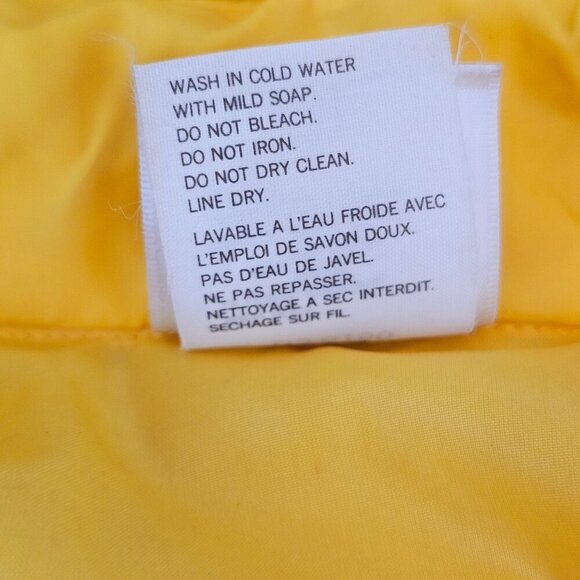 WASH IN COLD WATER
WITH MILD SOAP.
DO NOT BLEACH.
DO NOT IRON.
DO NOT DRY CLEAN.
LINE DRY.
LAVABLE A L'EAU FROIDE AVEC
L'EMPLOI DE SAVON DOUX.
PAS D'EAU DE JAVEL.
NE PAS REPASSER.
NETTOYAGE A SEC INTERDIT.
SECHAGE SUR FIL.